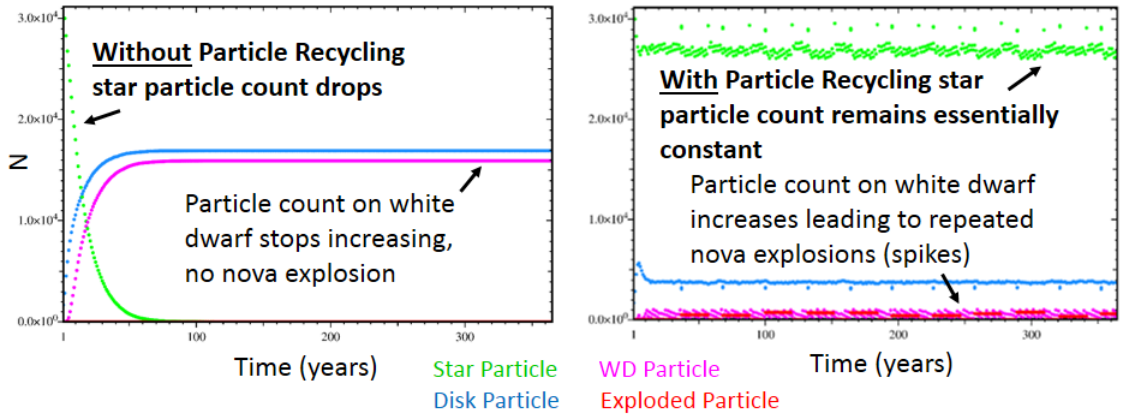 3.0×10⁴
Without Particle Recycling
star particle count drops
2.0×10⁴
N
Particle count on white
dwarf stops increasing,
no nova explosion
1.0×10⁴
0.0×10⁰
1
100
200
300
Time (years)
3.0×10⁴
With Particle Recycling star
particle count remains essentially
constant
2.0×10⁴
Particle count on white dwarf
increases leading to repeated
nova explosions (spikes)
1.0×10⁴
0.0×10⁰
1
100
200
300
Time (years)
Star Particle
WD Particle
Disk Particle
Exploded Particle